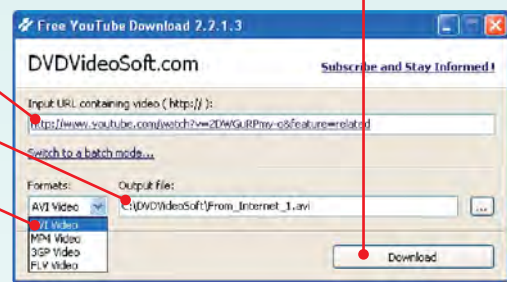 Free YouTube Download 2.2.1.3
DVDVideoSoft.com
Subscribe and Stay Informed!
Input URL containing video ( http:// ):
http://www.youtube.com/watch?v=2DWGuRPmy-o&feature=related
Switch to a batch mode...
Formats:
Output file:
AVI Video
C:\DVDVideoSoft\From_Internet_1.avi
...
AVI Video
MP4 Video
3GP Video
FLV Video
Download